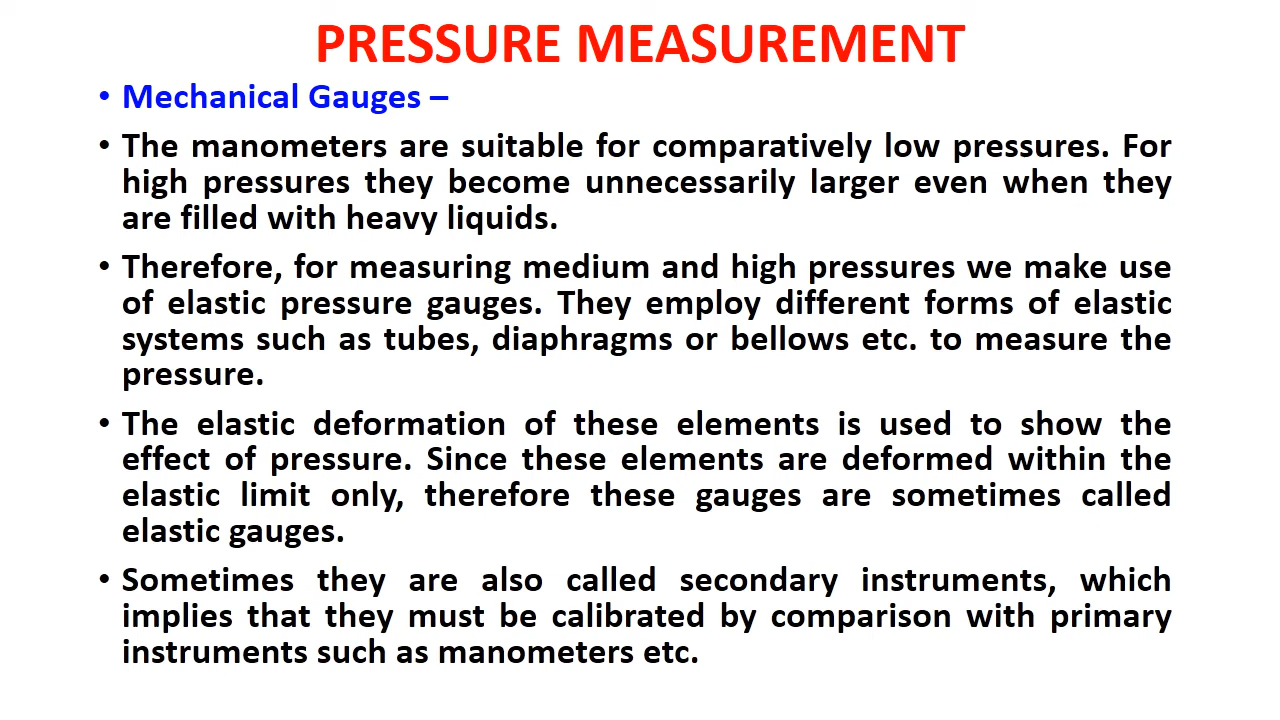 PRESSURE MEASUREMENT
• Mechanical Gauges –
• The manometers are suitable for comparatively low pressures. For
high pressures they become unnecessarily larger even when they
are filled with heavy liquids.
• Therefore, for measuring medium and high pressures we make use
of elastic pressure gauges. They employ different forms of elastic
systems such as tubes, diaphragms or bellows etc. to measure the
pressure.
• The elastic deformation of these elements is used to show the
effect of pressure. Since these elements are deformed within the
elastic limit only, therefore these gauges are sometimes called
elastic gauges.
• Sometimes they are also called secondary instruments, which
implies that they must be calibrated by comparison with primary
instruments such as manometers etc.